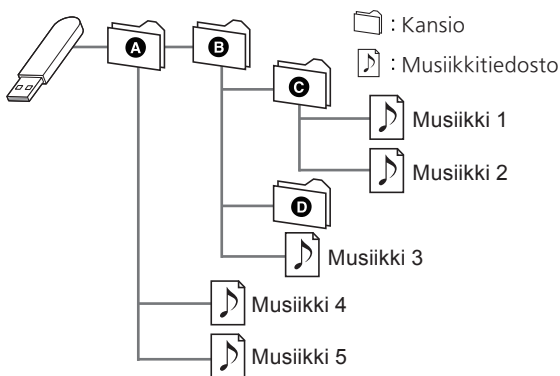 A
B
: Kansio
: Musiikkitiedosto
C
Musiikki 1
Musiikki 2
D
Musiikki 3
Musiikki 4
Musiikki 5